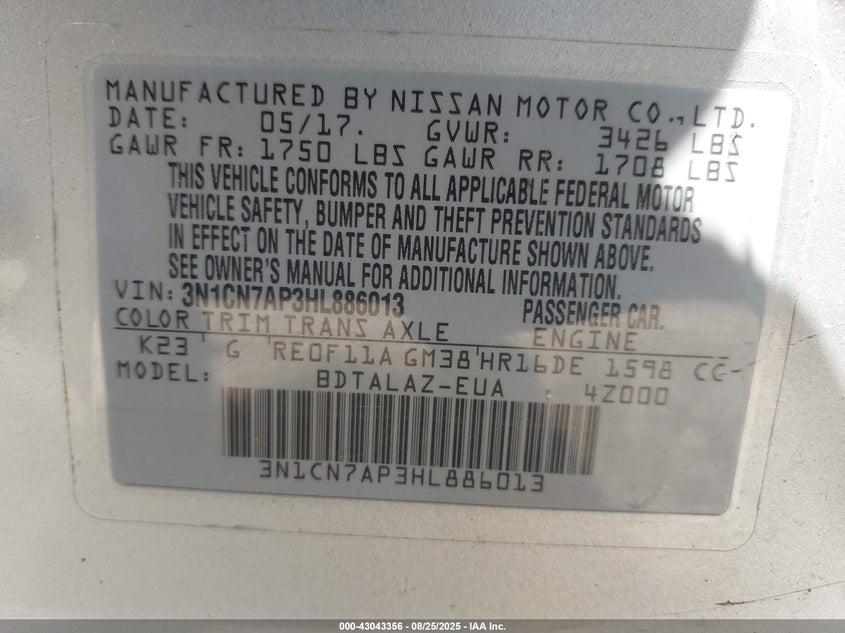 MANUFACTURED BY NISSAN MOTOR CO., LTD.
DATE: 05/17. GVWR: 3426 LBS
GAWR FR: 1750 LBS GAWR RR: 1708 LBS
THIS VEHICLE CONFORMS TO ALL APPLICABLE FEDERAL MOTOR
VEHICLE SAFETY, BUMPER AND THEFT PREVENTION STANDARDS
IN EFFECT ON THE DATE OF MANUFACTURE SHOWN ABOVE.
SEE OWNER'S MANUAL FOR ADDITIONAL INFORMATION.
VIN: 3N1CN7AP3HL886013 PASSENGER CAR.
COLOR TRIM TRANS AXLE ENGINE
K23 G RE0F11A GM38 HR16DE 1598 CC
MODEL: BDTALAZ-EUA 4Z000
3N1CN7AP3HL886013
000-43043356 - 08/25/2025 - IAA Inc.